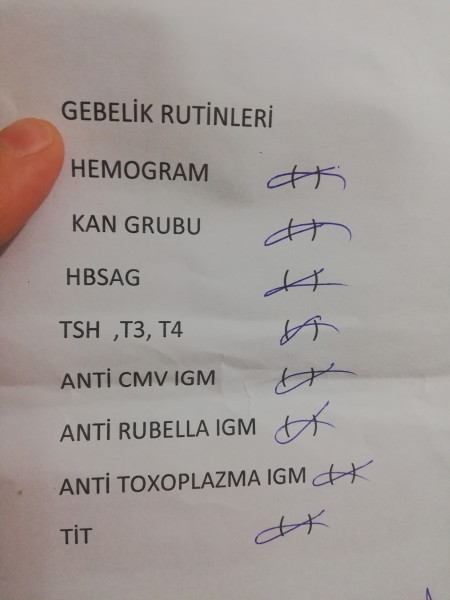 GEBELİK RUTİNLERİ
HEMOGRAM ( )
KAN GRUBU ( )
HBSAG ( )
TSH ,T3, T4 ( )
ANTİ CMV IGM ( )
ANTİ RUBELLA IGM ( )
ANTİ TOXOPLAZMA IGM ( )
TİT ( )